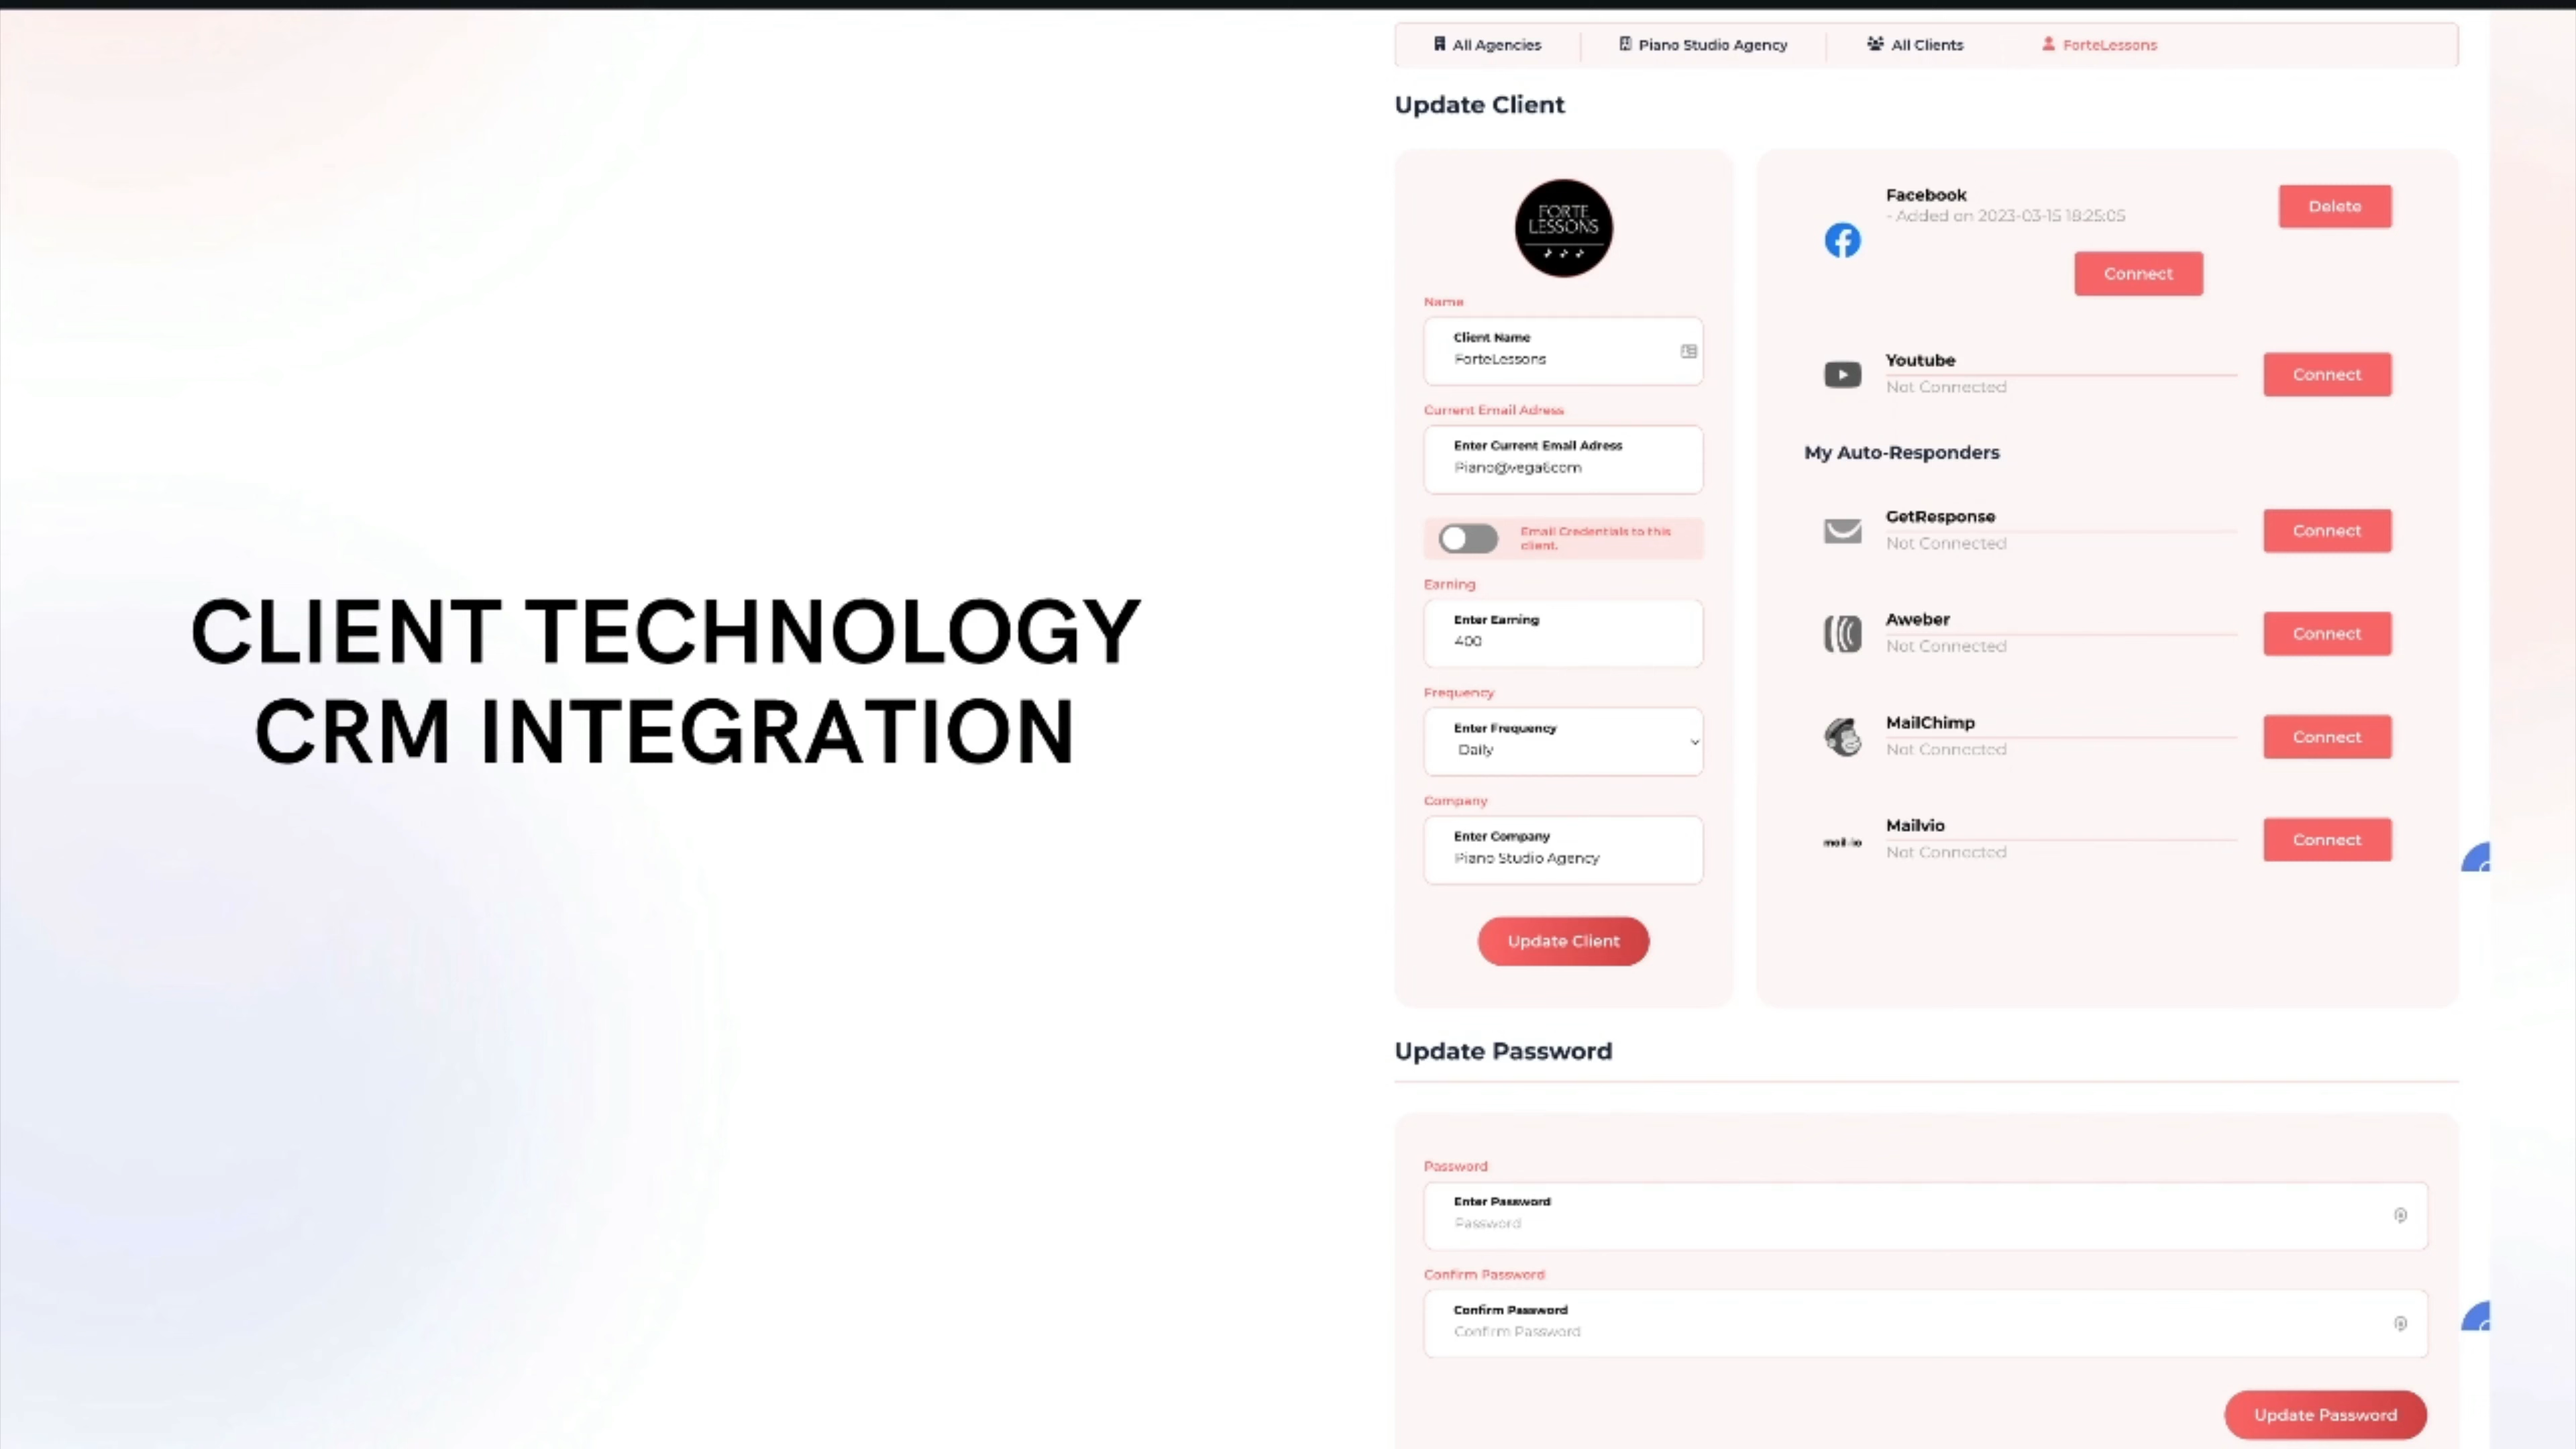 All Agencies
Piano Studio Agency
All Clients
ForteLessons
CLIENT TECHNOLOGY
CRM INTEGRATION
Update Client
FORTE
LESSONS
Name
Client Name
ForteLessons
Current Email Adress
Enter Current Email Adress
Piano@vega6com
Email Credentials to this
client.
Earning
Enter Earning
400
Frequency
Enter Frequency
Daily
Company
Enter Company
Piano Studio Agency
Update Client
Facebook
- Added on 2023-03-15 18:25:05
Delete
Connect
Youtube
Not Connected
Connect
My Auto-Responders
GetResponse
Not Connected
Connect
Aweber
Not Connected
Connect
MailChimp
Not Connected
Connect
Mailvio
Not Connected
Connect
Update Password
Password
Enter Password
Password
Confirm Password
Confirm Password
Confirm Password
Update Password